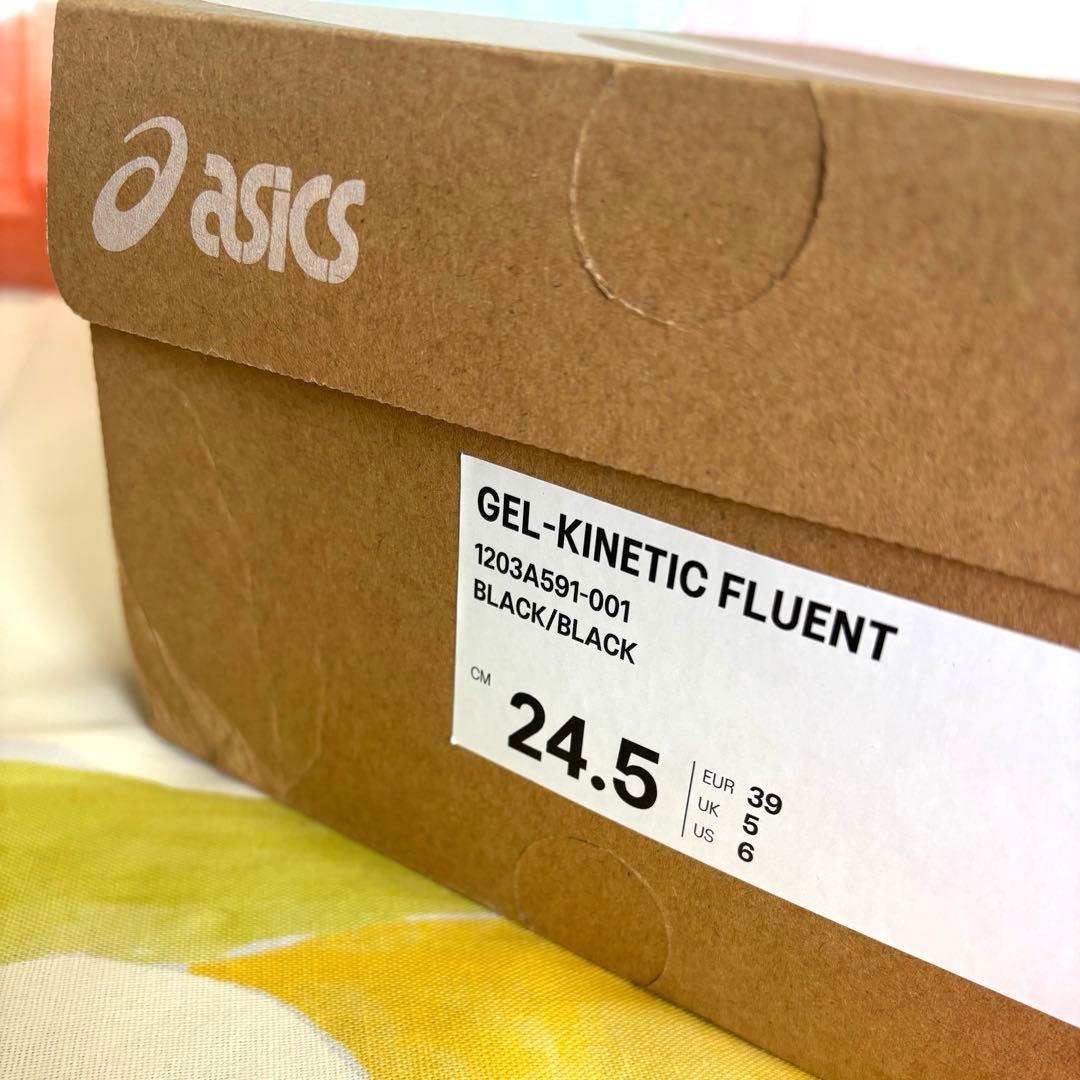 asics
GEL-KINETIC FLUENT
1203A591-001
BLACK/BLACK
CM 24.5
EUR 39
UK 5
US 6